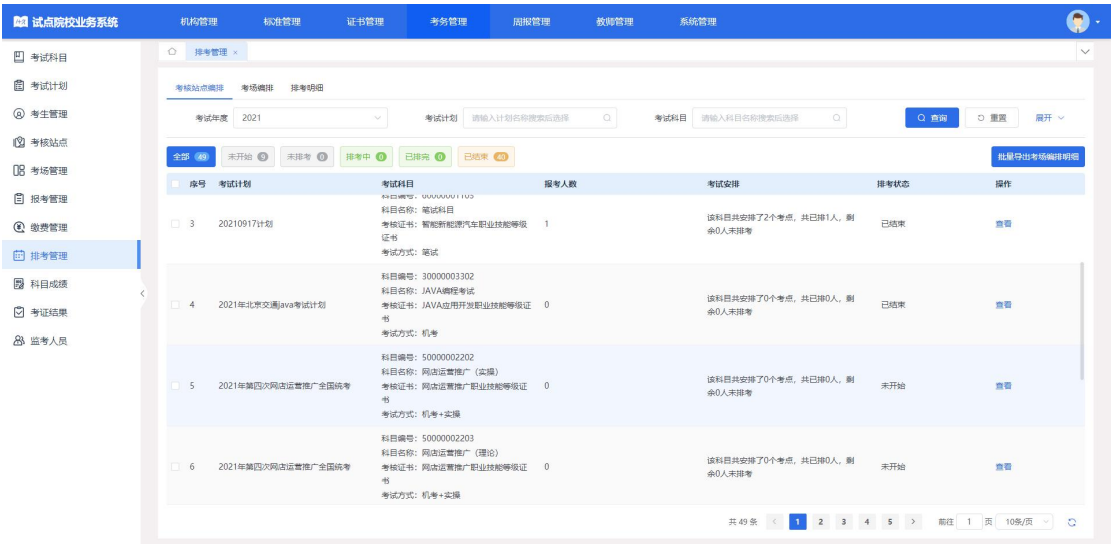 试点院校业务系统
机构管理 标准管理 证书管理 考务管理 周报管理 教师管理 系统管理
考试科目
考试计划
考生管理
考核站点
考场管理
报考管理
缴费管理
排考管理
科目成绩
考证结果
监考人员
排考管理 ×
考核站点编排 考场编排 排考明细
考试年度 2021 考试计划 请输入计划名称搜索后选择 考试科目 请输入科目名称搜索后选择 查询 重置 展开
全部 49 未开始 9 未排考 0 排考中 0 已排完 0 已结束 40 批量导出考场编排明细
序号 考试计划 考试科目 报考人数 考试安排 排考状态 操作
科目编号：00000001105
科目名称：笔试科目
3 20210917计划 考核证书：智能新能源汽车职业技能等级 1 该科目共安排了2个考点，共已排1人，剩 已结束 查看
证书 余0人未排考
考试方式：笔试
科目编号：30000003302
科目名称：JAVA编程考试
4 2021年北京交通java考试计划 考核证书：JAVA应用开发职业技能等级证 0 该科目共安排了0个考点，共已排0人，剩 已结束 查看
书 余0人未排考
考试方式：机考
科目编号：50000002202
科目名称：网店运营推广（实操）
5 2021年第四次网店运营推广全国统考 考核证书：网店运营推广职业技能等级证 0 该科目共安排了0个考点，共已排0人，剩 未开始 查看
书 余0人未排考
考试方式：机考+实操
科目编号：50000002203
科目名称：网店运营推广（理论）
6 2021年第四次网店运营推广全国统考 考核证书：网店运营推广职业技能等级证 0 该科目共安排了0个考点，共已排0人，剩 未开始 查看
书 余0人未排考
考试方式：机考+实操
共 49 条 < 1 2 3 4 5 > 前往 1 页 10条/页